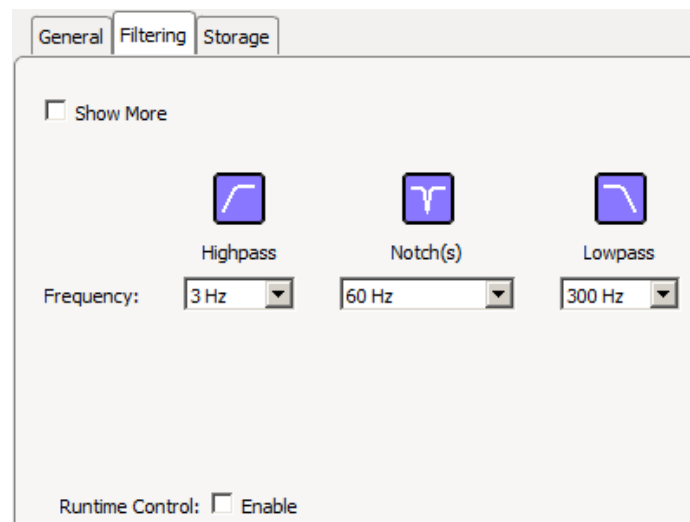 General Filtering Storage
Show More
Highpass Notch(s) Lowpass
Frequency: 3 Hz 60 Hz 300 Hz
Runtime Control: Enable